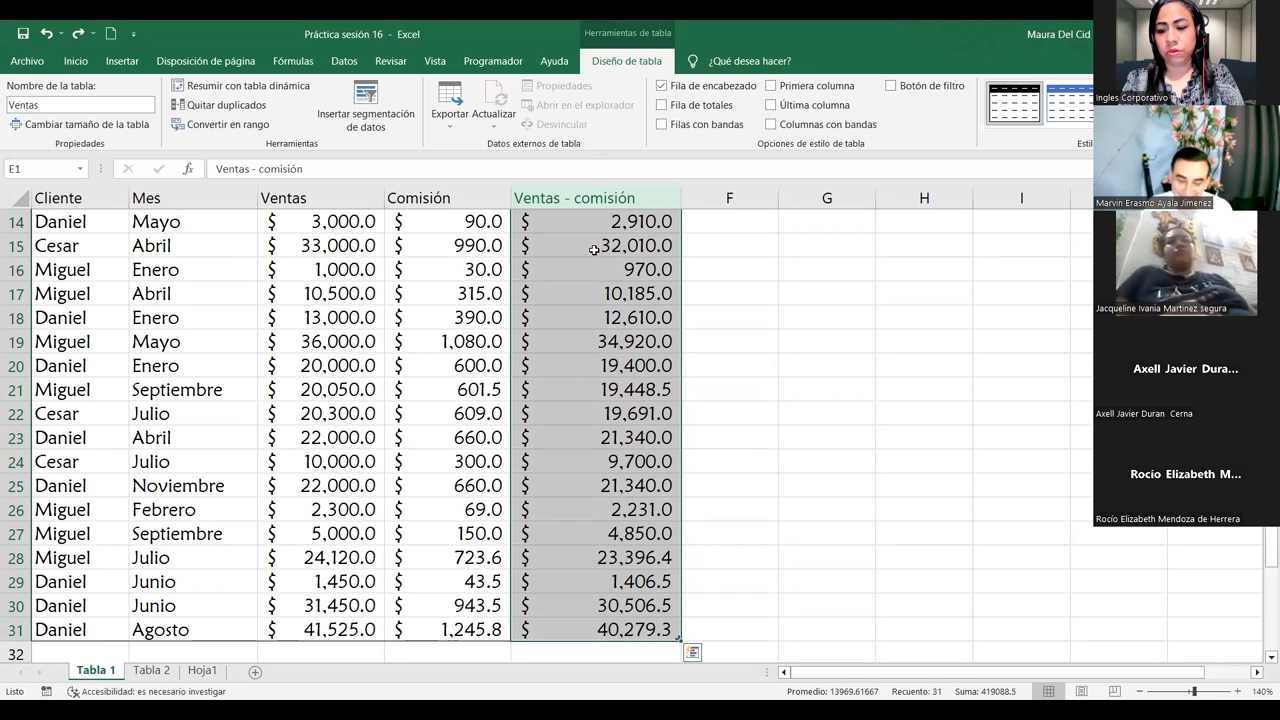 Práctica sesión 16 - Excel
Herramientas de tabla
Maura Del Cid
Archivo Inicio Insertar Disposición de página Fórmulas Datos Revisar Vista Programador Ayuda Diseño de tabla ¿Qué desea hacer?
Nombre de la tabla:
Ventas
Cambiar tamaño de la tabla
Propiedades
Resumir con tabla dinámica
Quitar duplicados
Convertir en rango
Insertar segmentación
de datos
Herramientas
Exportar
Actualizar
Propiedades
Abrir en el explorador
Desvincular
Datos externos de tabla
Fila de encabezado Primera columna Botón de filtro
Fila de totales Última columna
Filas con bandas Columnas con bandas
Opciones de estilo de tabla
Estil
E1 fx Ventas - comisión
Cliente Mes Ventas Comisión Ventas - comisión F G H I
14 Daniel Mayo $ 3,000.0 $ 90.0 $ 2,910.0
15 Cesar Abril $ 33,000.0 $ 990.0 $ 32,010.0
16 Miguel Enero $ 1,000.0 $ 30.0 $ 970.0
17 Miguel Abril $ 10,500.0 $ 315.0 $ 10,185.0
18 Daniel Enero $ 13,000.0 $ 390.0 $ 12,610.0
19 Miguel Mayo $ 36,000.0 $ 1,080.0 $ 34,920.0
20 Daniel Enero $ 20,000.0 $ 600.0 $ 19,400.0
21 Miguel Septiembre $ 20,050.0 $ 601.5 $ 19,448.5
22 Cesar Julio $ 20,300.0 $ 609.0 $ 19,691.0
23 Daniel Abril $ 22,000.0 $ 660.0 $ 21,340.0
24 Cesar Julio $ 10,000.0 $ 300.0 $ 9,700.0
25 Daniel Noviembre $ 22,000.0 $ 660.0 $ 21,340.0
26 Miguel Febrero $ 2,300.0 $ 69.0 $ 2,231.0
27 Miguel Septiembre $ 5,000.0 $ 150.0 $ 4,850.0
28 Miguel Julio $ 24,120.0 $ 723.6 $ 23,396.4
29 Daniel Junio $ 1,450.0 $ 43.5 $ 1,406.5
30 Daniel Junio $ 31,450.0 $ 943.5 $ 30,506.5
31 Daniel Agosto $ 41,525.0 $ 1,245.8 $ 40,279.3
32
Tabla 1 Tabla 2 Hoja1
Listo Accesibilidad: es necesario investigar Promedio: 13969.61667 Recuento: 31 Suma: 419088.5 140%
Ingles Corporativo
Marvin Erasmo Ayala Jimenez
Jacqueline Ivania Martinez segura
Axell Javier Dura...
Axell Javier Duran Cerna
Rocío Elizabeth M...
Rocío Elizabeth Mendoza de Herrera